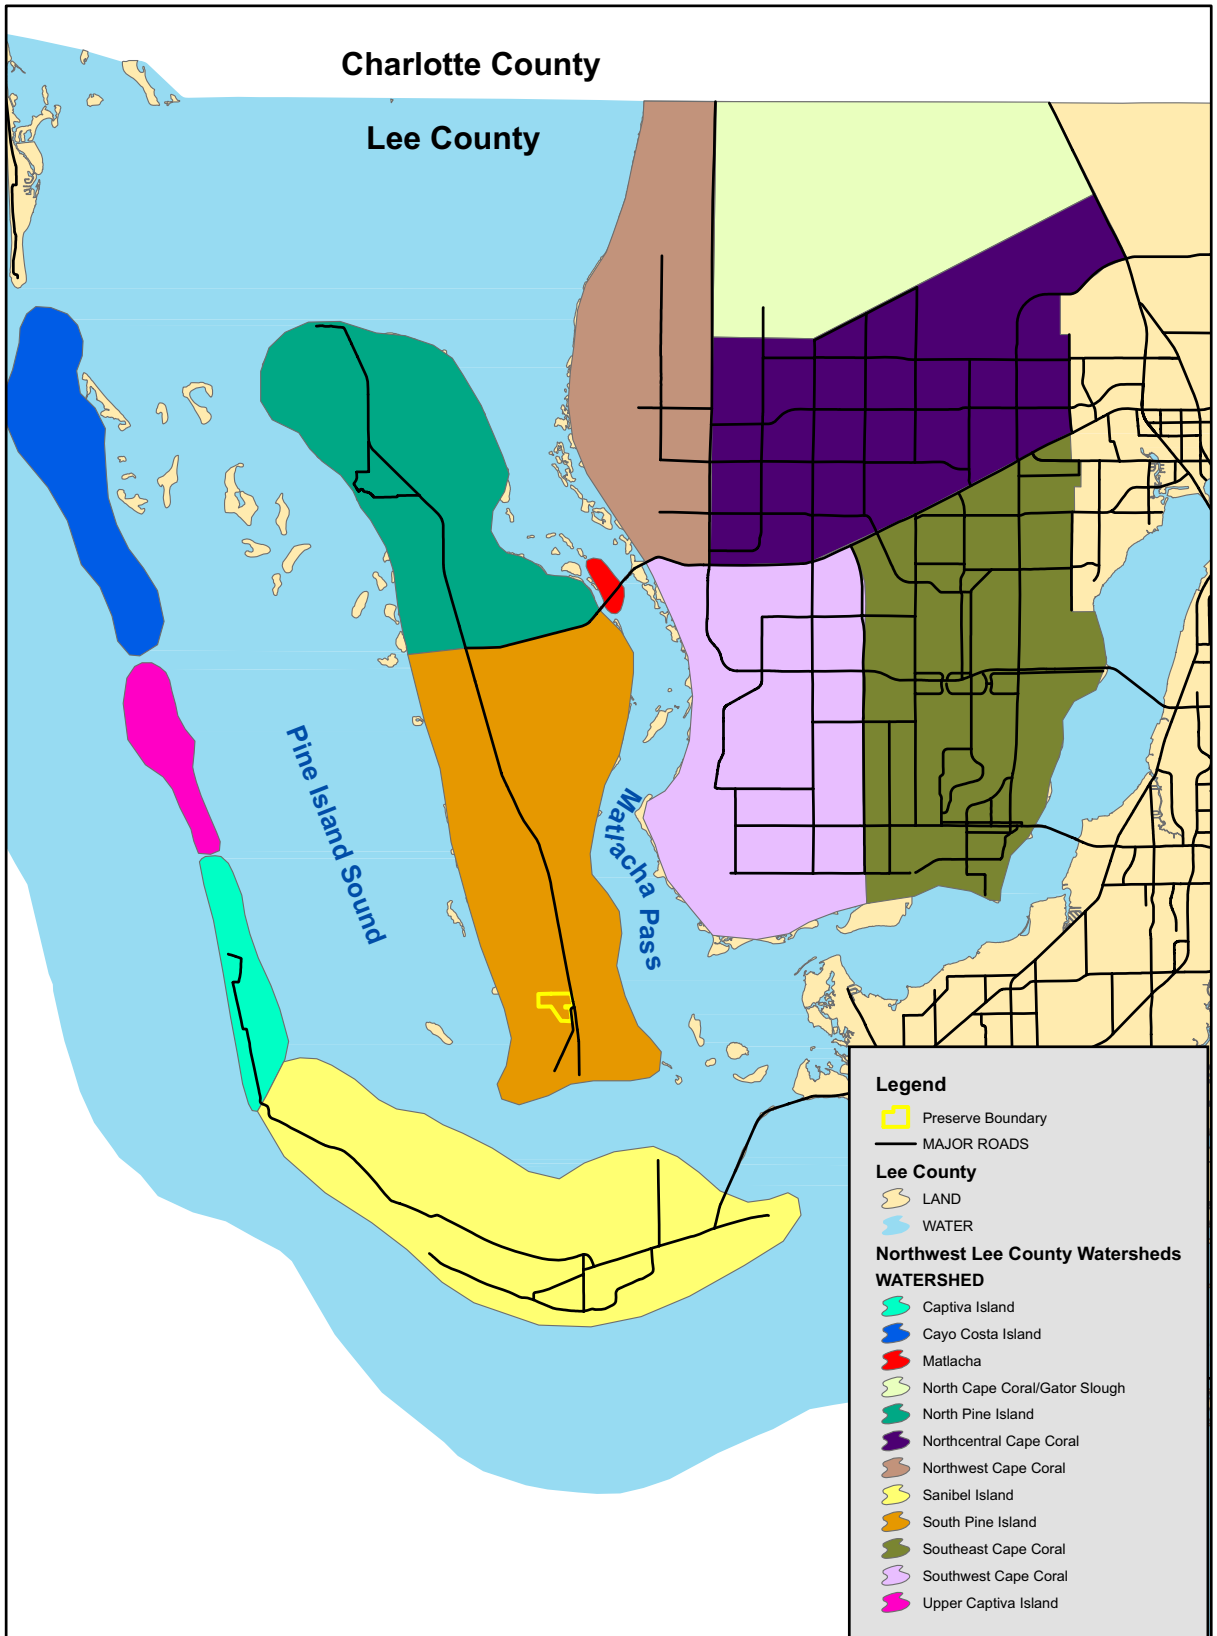 Charlotte County
Lee County
Pine Island Sound
Matlacha Pass
Legend
Preserve Boundary
MAJOR ROADS
Lee County
LAND
WATER
Northwest Lee County Watersheds
WATERSHED
Captiva Island
Cayo Costa Island
Matlacha
North Cape Coral/Gator Slough
North Pine Island
Northcentral Cape Coral
Northwest Cape Coral
Sanibel Island
South Pine Island
Southeast Cape Coral
Southwest Cape Coral
Upper Captiva Island